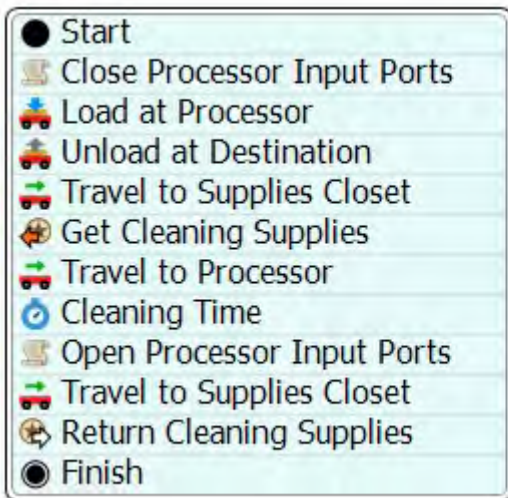 Start
Close Processor Input Ports
Load at Processor
Unload at Destination
Travel to Supplies Closet
Get Cleaning Supplies
Travel to Processor
Cleaning Time
Open Processor Input Ports
Travel to Supplies Closet
Return Cleaning Supplies
Finish